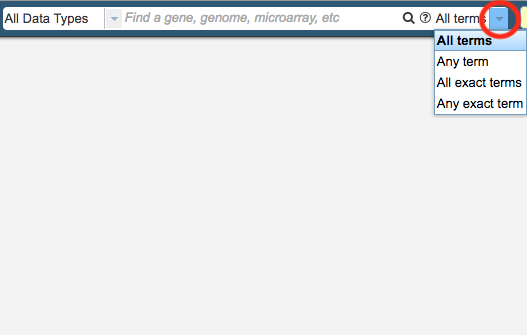 All Data Types Find a gene, genome, microarray, etc All terms
All terms
Any term
All exact terms
Any exact term